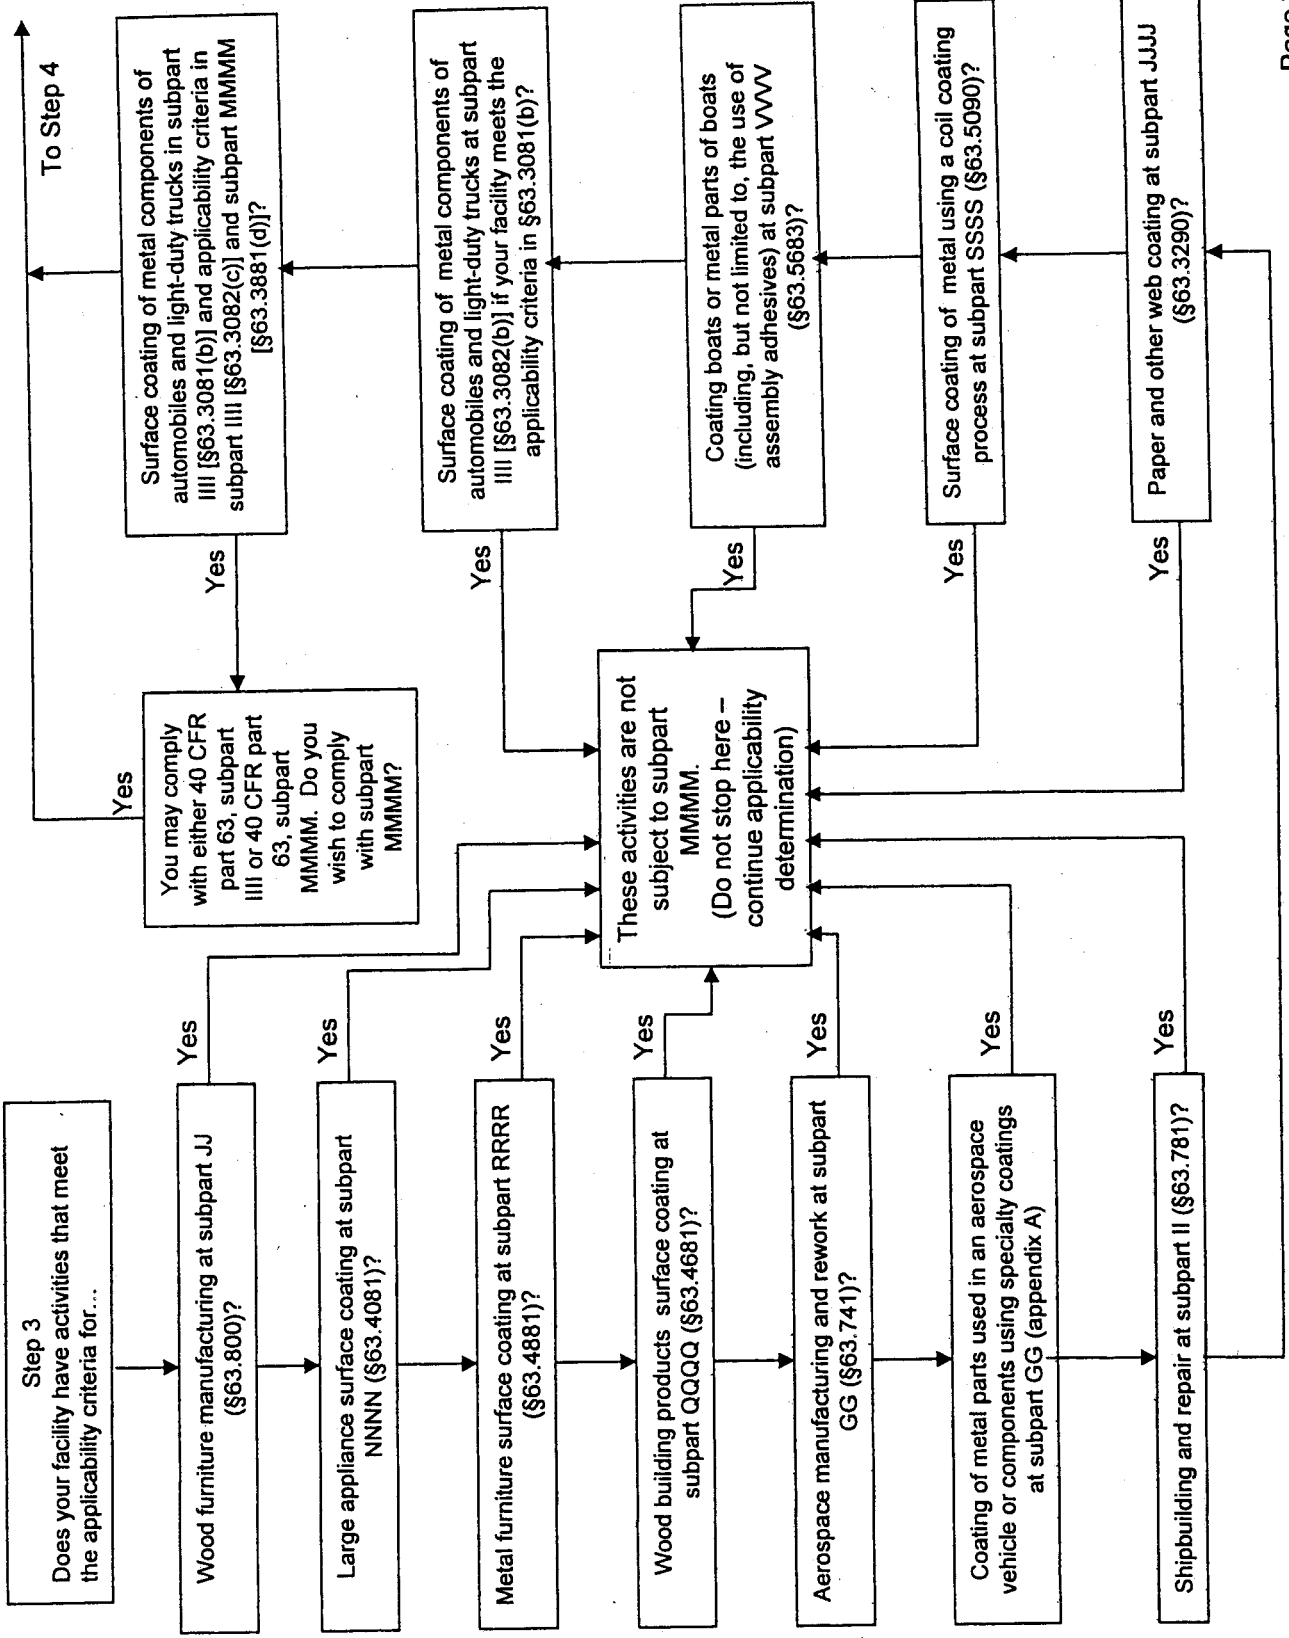 Step 3
Does your facility have activities that meet
the applicability criteria for...
Wood furniture manufacturing at subpart JJ
(§63.800)?
Yes
Large appliance surface coating at subpart
NNNN (§63.4081)?
Yes
Metal furniture surface coating at subpart RRRR
(§63.4881)?
Yes
Wood building products surface coating at
subpart QQQQ (§63.4681)?
Yes
Aerospace manufacturing and rework at subpart
GG (§63.741)?
Yes
Coating of metal parts used in an aerospace
vehicle or components using specialty coatings
at subpart GG (appendix A)
Yes
Shipbuilding and repair at subpart II (§63.781)?
Yes
You may comply
with either 40 CFR
part 63, subpart
IIII or 40 CFR part
63, subpart
MMMM. Do you
wish to comply
with subpart
MMMM?
Yes
These activities are not
subject to subpart
MMMM.
(Do not stop here –
continue applicability
determination)
To Step 4
Surface coating of metal components of
automobiles and light-duty trucks in subpart
IIII [§63.3081(b)] and applicability criteria in
subpart IIII [§63.3082(c)] and subpart MMMM
[§63.3881(d)]?
Yes
Surface coating of metal components of
automobiles and light-duty trucks at subpart
IIII [§63.3082(b)] if your facility meets the
applicability criteria in §63.3081(b)?
Yes
Coating boats or metal parts of boats
(including, but not limited to, the use of
assembly adhesives) at subpart VVVV
(§63.5683)?
Yes
Surface coating of metal using a coil coating
process at subpart SSSS (§63.5090)?
Yes
Paper and other web coating at subpart JJJJ
(§63.3290)?
Yes